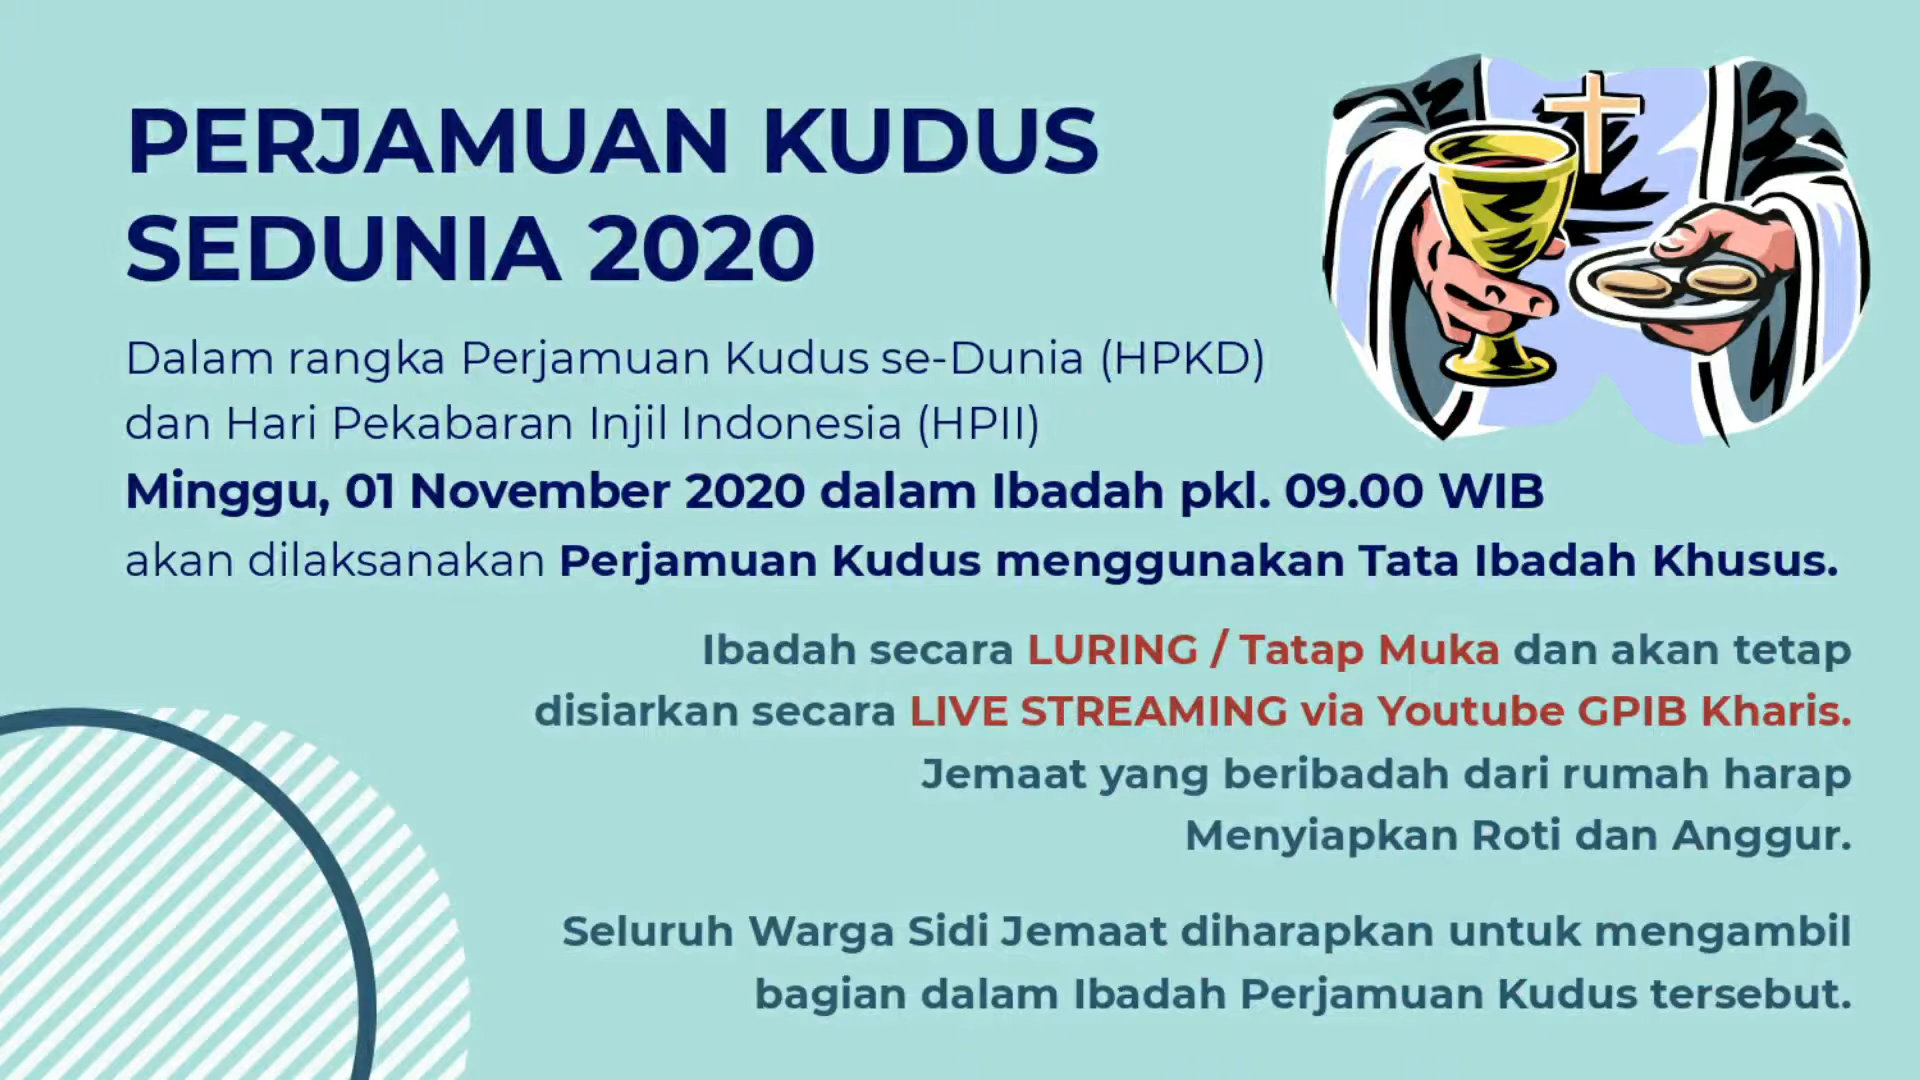 PERJAMUAN KUDUS
SEDUNIA 2020
Dalam rangka Perjamuan Kudus se-Dunia (HPKD)
dan Hari Pekabaran Injil Indonesia (HPII)
Minggu, 01 November 2020 dalam Ibadah pkl. 09.00 WIB
akan dilaksanakan Perjamuan Kudus menggunakan Tata Ibadah Khusus.
Ibadah secara LURING / Tatap Muka dan akan tetap
disiarkan secara LIVE STREAMING via Youtube GPIB Kharis.
Jemaat yang beribadah dari rumah harap
Menyiapkan Roti dan Anggur.
Seluruh Warga Sidi Jemaat diharapkan untuk mengambil
bagian dalam Ibadah Perjamuan Kudus tersebut.